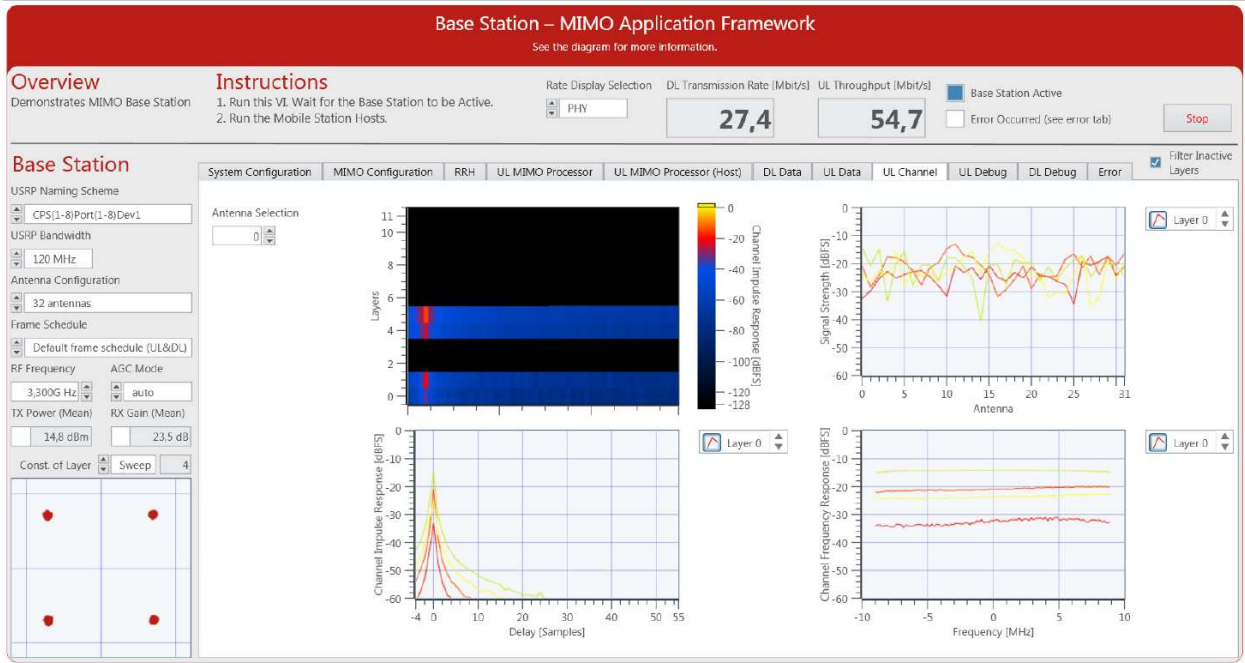 Base Station – MIMO Application Framework
See the diagram for more information.
Overview
Demonstrates MIMO Base Station
Instructions
1. Run this VI. Wait for the Base Station to be Active.
2. Run the Mobile Station Hosts.
Rate Display Selection
PHY
DL Transmission Rate [Mbit/s]
27,4
UL Throughput [Mbit/s]
54,7
Base Station Active
Error Occurred (see error tab)
Stop
Base Station
USRP Naming Scheme
CPS(1-8)Port(1-8)Dev1
USRP Bandwidth
120 MHz
Antenna Configuration
32 antennas
Frame Schedule
Default frame schedule (UL&DL)
RF Frequency
AGC Mode
3,300G Hz
auto
TX Power (Mean)
RX Gain (Mean)
14,8 dBm
23,5 dB
Const. of Layer
Sweep
4
System Configuration
MIMO Configuration
RRH
UL MIMO Processor
UL MIMO Processor (Host)
DL Data
UL Data
UL Channel
UL Debug
DL Debug
Error
Filter Inactive
Layers
Antenna Selection
0
11
10
8
6
4
2
0
Layers
0
-20
-40
-60
-80
-100
-120
-128
Channel Impulse Response [dBFS]
0
-10
-20
-30
-40
-50
-60
Signal Strength [dBFS]
0 5 10 15 20 25 31
Antenna
Layer 0
0
-10
-20
-30
-40
-50
-60
Channel Impulse Response [dBFS]
-4 0 10 20 30 40 50 55
Delay [Samples]
Layer 0
0
-10
-20
-30
-40
-50
-60
Channel Frequency Response [dBFS]
-10 -5 0 5 10
Frequency [MHz]
Layer 0